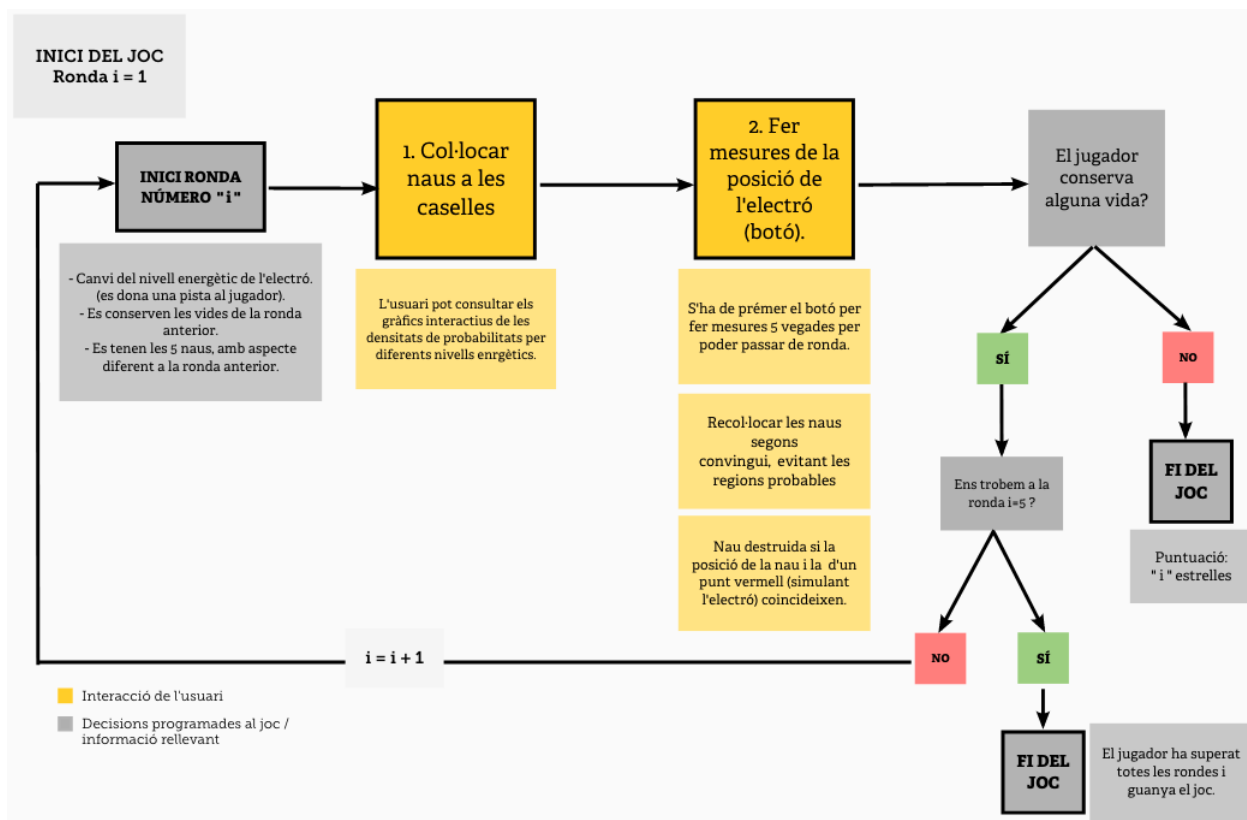 INICI DEL JOC
Ronda i = 1
INICI RONDA
NÚMERO "i"
- Canvi del nivell energètic de l'electró.
(es dona una pista al jugador).
- Es conserven les vides de la ronda
anterior.
- Es tenen les 5 naus, amb aspecte
diferent a la ronda anterior.
1. Col·locar
naus a les
caselles
L'usuari pot consultar els
gràfics interactius de les
densitats de probabilitats per
diferents nivells enrgètics.
2. Fer
mesures de la
posició de
l'electró
(botó).
S'ha de prémer el botó per
fer mesures 5 vegades per
poder passar de ronda.
Recol·locar les naus
segons
convingui, evitant les
regions probables
Nau destruida si la
posició de la nau i la d'un
punt vermell (simulant
l'electró) coincideixen.
El jugador
conserva
alguna vida?
SÍ
NO
Ens trobem a la
ronda i=5 ?
FI DEL
JOC
Puntuació:
" i " estrelles
NO
SÍ
i = i + 1
FI DEL
JOC
El jugador ha superat
totes les rondes i
guanya el joc.
Interacció de l'usuari
Decisions programades al joc /
informació rellevant